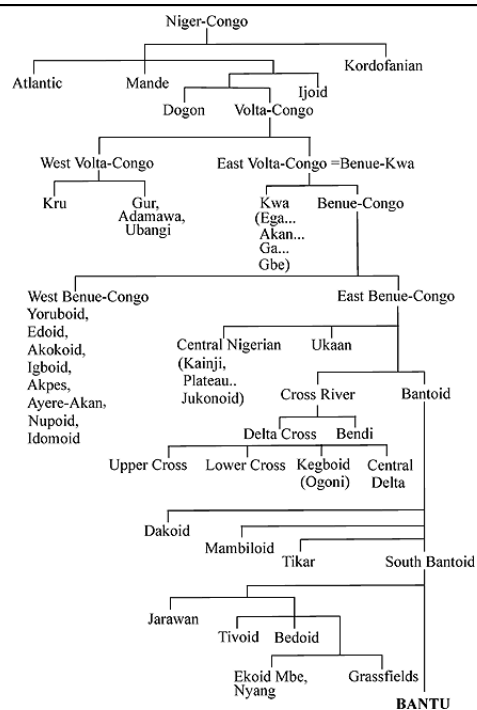 Niger-Congo
Kordofanian
Atlantic
Mande
Ijoid
Dogon
Volta-Congo
West Volta-Congo
East Volta-Congo =Benue-Kwa
Kru
Gur,
Adamawa,
Ubangi
Kwa
(Ega...
Akan...
Ga...
Gbe)
Benue-Congo
West Benue-Congo
Yoruboid,
Edoid,
Akokoid,
Igboid,
Akpes,
Ayere-Akan,
Nupoid,
Idomoid
East Benue-Congo
Central Nigerian
(Kainji,
Plateau..
Jukonoid)
Ukaan
Cross River
Bantoid
Delta Cross
Bendi
Upper Cross
Lower Cross
Kegboid
(Ogoni)
Central
Delta
Dakoid
Mambiloid
Tikar
South Bantoid
Jarawan
Tivoid
Bedoid
Ekoid Mbe,
Nyang
Grassfields
BANTU